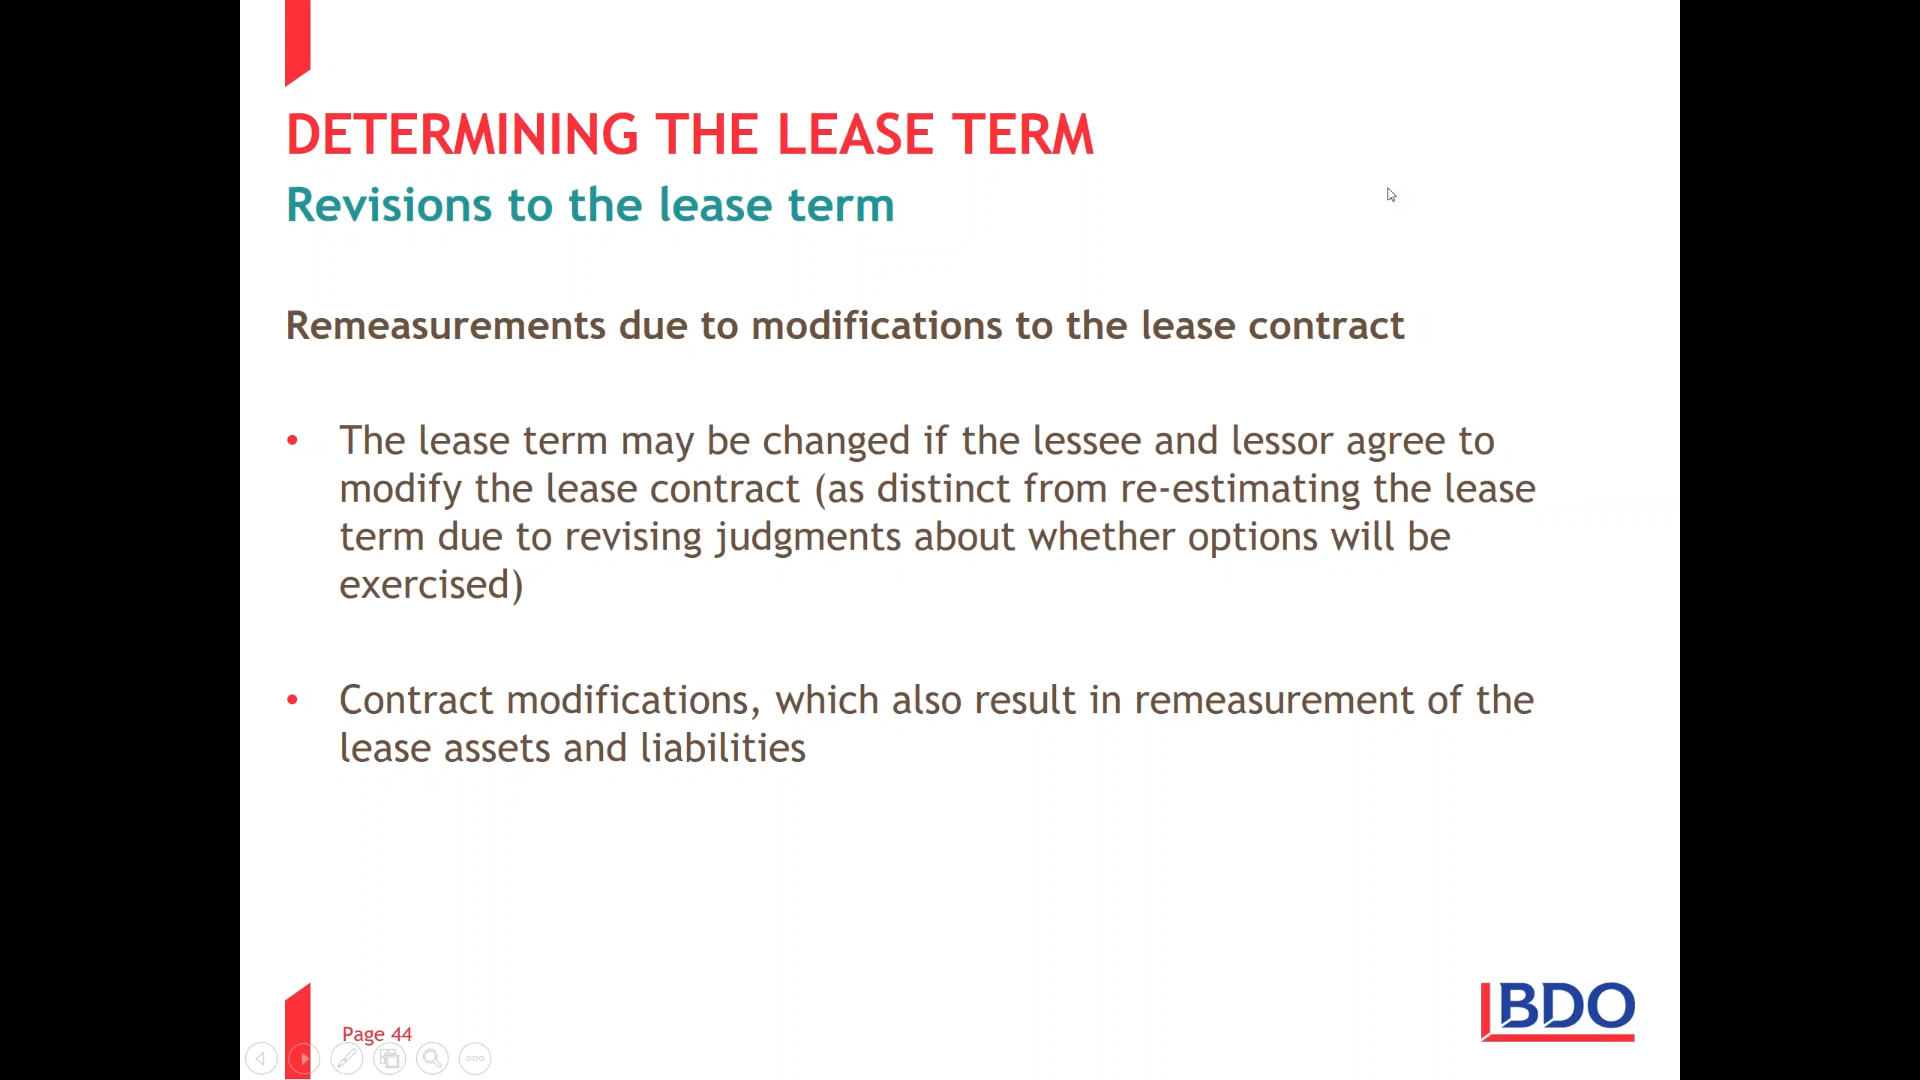 DETERMINING THE LEASE TERM
Revisions to the lease term
Remeasurements due to modifications to the lease contract
• The lease term may be changed if the lessee and lessor agree to
modify the lease contract (as distinct from re-estimating the lease
term due to revising judgments about whether options will be
exercised)
• Contract modifications, which also result in remeasurement of the
lease assets and liabilities
Page 44
BDO